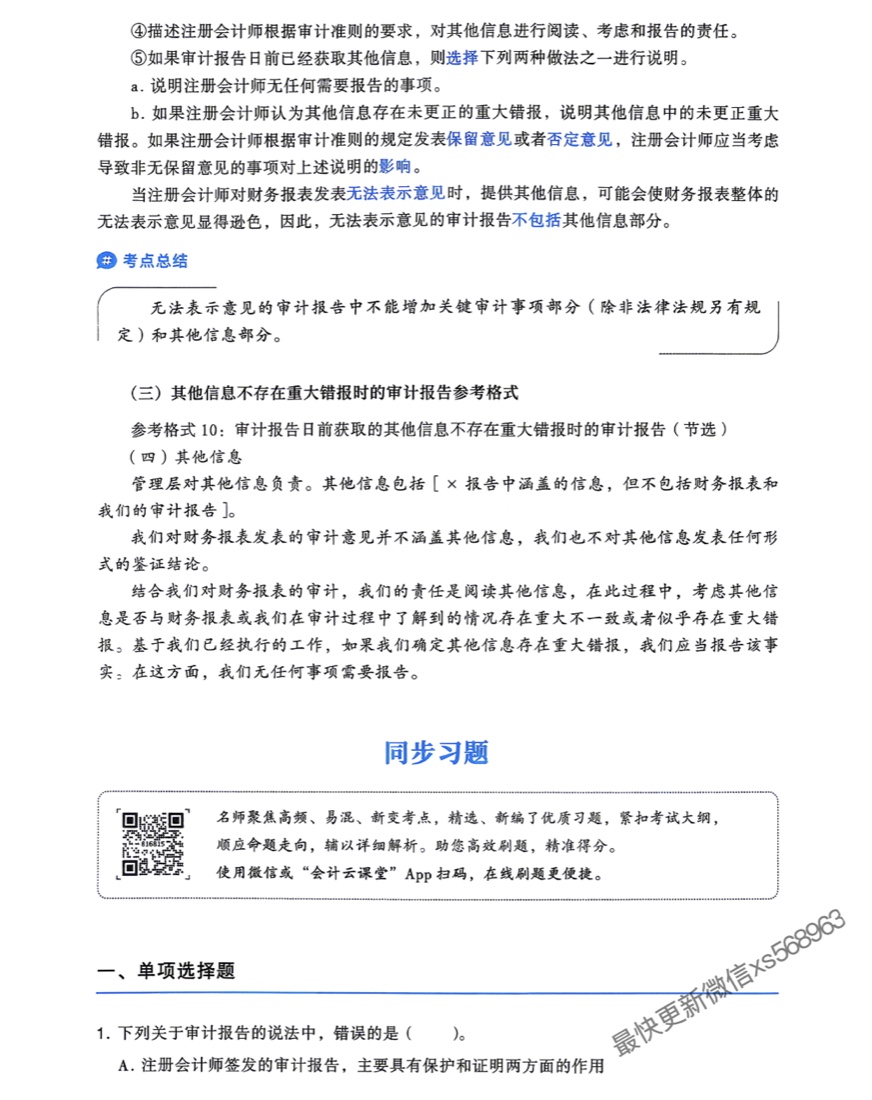 ④描述注册会计师根据审计准则的要求，对其他信息进行阅读、考虑和报告的责任。
⑤如果审计报告日前已经获取其他信息，则选择下列两种做法之一进行说明。
a. 说明注册会计师无任何需要报告的事项。
b. 如果注册会计师认为其他信息存在未更正的重大错报，说明其他信息中的未更正重大
错报。如果注册会计师根据审计准则的规定发表保留意见或者否定意见，注册会计师应当考虑
导致非无保留意见的事项对上述说明的影响。
当注册会计师对财务报表发表无法表示意见时，提供其他信息，可能会使财务报表整体的
无法表示意见显得逊色，因此，无法表示意见的审计报告不包括其他信息部分。
# 考点总结
无法表示意见的审计报告中不能增加关键审计事项部分（除非法律法规另有规
定）和其他信息部分。
（三）其他信息不存在重大错报时的审计报告参考格式
参考格式 10：审计报告日前获取的其他信息不存在重大错报时的审计报告（节选）
（四）其他信息
管理层对其他信息负责。其他信息包括［ × 报告中涵盖的信息，但不包括财务报表和
我们的审计报告］。
我们对财务报表发表的审计意见并不涵盖其他信息，我们也不对其他信息发表任何形
式的鉴证结论。
结合我们对财务报表的审计，我们的责任是阅读其他信息，在此过程中，考虑其他信
息是否与财务报表或我们在审计过程中了解到的情况存在重大不一致或者似乎存在重大错
报。基于我们已经执行的工作，如果我们确定其他信息存在重大错报，我们应当报告该事
实。在这方面，我们无任何事项需要报告。
同步习题
816815
名师聚焦高频、易混、新变考点，精选、新编了优质习题，紧扣考试大纲，
顺应命题走向，辅以详细解析。助您高效刷题，精准得分。
使用微信或“会计云课堂”App 扫码，在线刷题更便捷。
一、单项选择题
1. 下列关于审计报告的说法中，错误的是（　　）。
A. 注册会计师签发的审计报告，主要具有保护和证明两方面的作用
最快更新微信xs568963